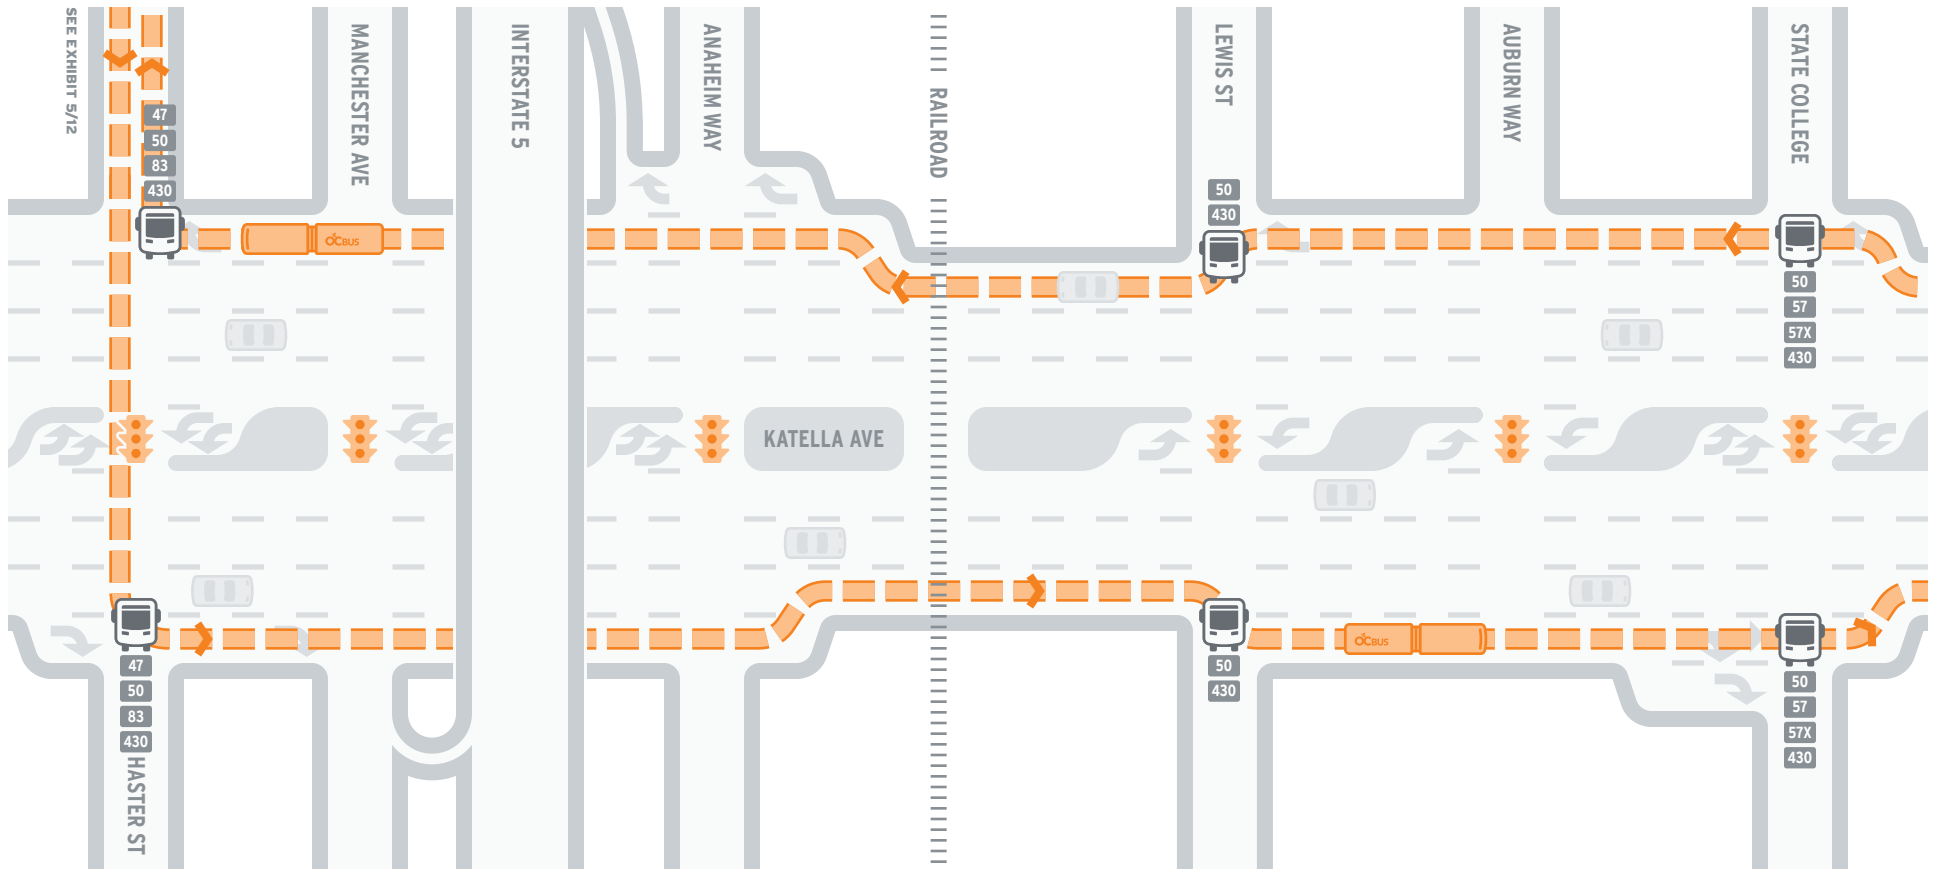 SEE EXHIBIT 5/12
MANCHESTER AVE
INTERSTATE 5
ANAHEIM WAY
RAILROAD
LEWIS ST
AUBURN WAY
STATE COLLEGE
47
50
83
430
OCBUS
50
430
50
57
57X
430
KATELLA AVE
47
50
83
430
HASTER ST
50
430
OCBUS
50
57
57X
430